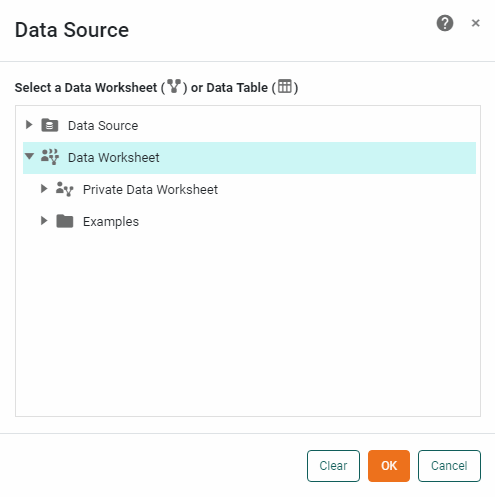 Data Source
Select a Data Worksheet ( ) or Data Table ( )
Data Source
Data Worksheet
Private Data Worksheet
Examples
Clear
OK
Cancel